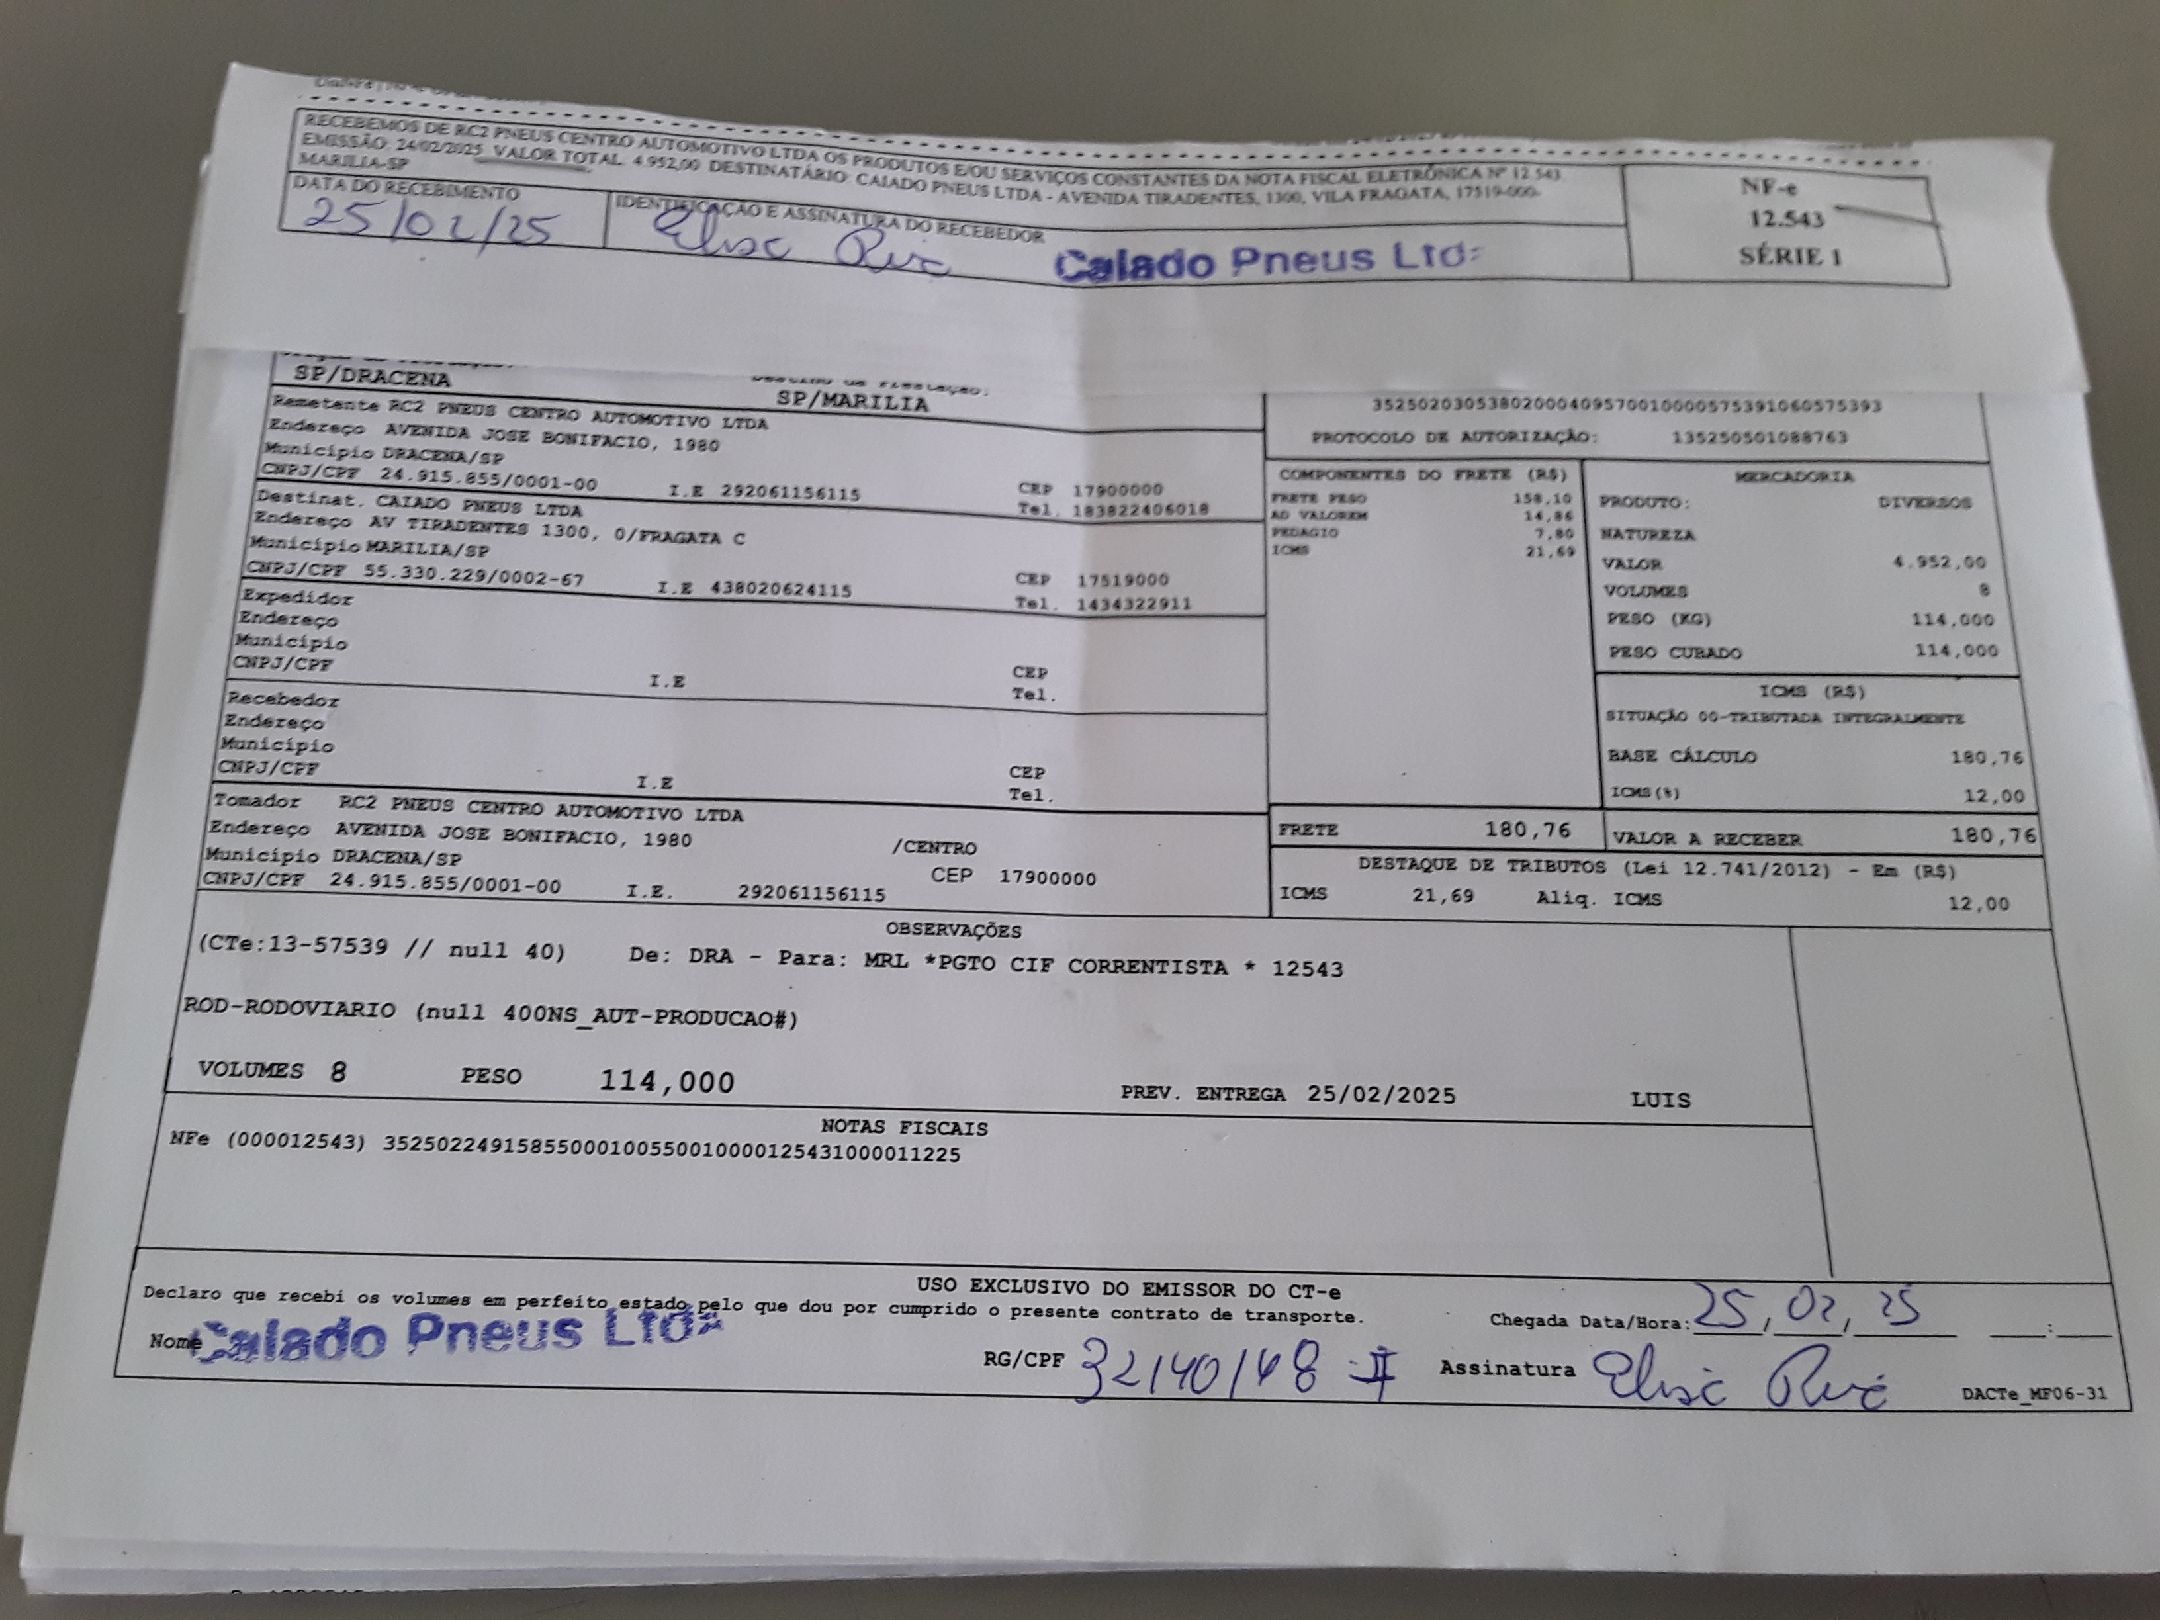 RECEBEMOS DE RC2 PNEUS CENTRO AUTOMOTIVO LTDA OS PRODUTOS E/OU SERVIÇOS CONSTANTES DA NOTA FISCAL ELETRÔNICA Nº 12.543
EMISSÃO: 24/02/2025 VALOR TOTAL: 4.952,00 DESTINATÁRIO: CAIADO PNEUS LTDA - AVENIDA TIRADENTES, 1300, VILA FRAGATA, 17519-000-
MARILIA-SP
NF-e
12.543
SÉRIE 1
DATA DO RECEBIMENTO
25/02/25
IDENTIFICAÇÃO E ASSINATURA DO RECEBEDOR
Caiado Pneus Ltd
SP/DRACENA
SP/MARILIA
Remetente RC2 PNEUS CENTRO AUTOMOTIVO LTDA
Endereço AVENIDA JOSE BONIFACIO, 1980
Município DRACENA/SP
CNPJ/CPF 24.915.855/0001-00 I.E 292061156115
CEP 17900000
Tel. 183822406018
Destinat. CAIADO PNEUS LTDA
Endereço AV TIRADENTES 1300, 0/FRAGATA C
Município MARILIA/SP
CNPJ/CPF 55.330.229/0002-67 I.E 438020624115
CEP 17519000
Tel. 1434322911
Expedidor
Endereço
Município
CNPJ/CPF I.E
CEP
Tel.
Recebedor
Endereço
Município
CNPJ/CPF I.E
CEP
Tel.
Tomador RC2 PNEUS CENTRO AUTOMOTIVO LTDA
Endereço AVENIDA JOSE BONIFACIO, 1980 /CENTRO
Município DRACENA/SP CEP 17900000
CNPJ/CPF 24.915.855/0001-00 I.E. 292061156115
35250203053802000409570010000575391060575393
PROTOCOLO DE AUTORIZAÇÃO: 135250501088763
COMPONENTES DO FRETE (R$)
FRETE PESO 158,10
AD VALOREM 14,86
PEDAGIO 7,80
ICMS 21,69
MERCADORIA
PRODUTO: DIVERSOS
NATUREZA
VALOR 4.952,00
VOLUMES 8
PESO (KG) 114,000
PESO CUBADO 114,000
ICMS (R$)
SITUAÇÃO 00-TRIBUTADA INTEGRALMENTE
BASE CÁLCULO 180,76
ICMS(%) 12,00
FRETE 180,76
VALOR A RECEBER 180,76
DESTAQUE DE TRIBUTOS (Lei 12.741/2012) - Em (R$)
ICMS 21,69 Aliq. ICMS 12,00
OBSERVAÇÕES
(CTe:13-57539 // null 40) De: DRA - Para: MRL *PGTO CIF CORRENTISTA * 12543
ROD-RODOVIARIO (null 400NS_AUT-PRODUCAO#)
VOLUMES 8 PESO 114,000 PREV. ENTREGA 25/02/2025 LUIS
NOTAS FISCAIS
NFe (000012543) 35250224915855000100550010000125431000011225
USO EXCLUSIVO DO EMISSOR DO CT-e
Declaro que recebi os volumes em perfeito estado pelo que dou por cumprido o presente contrato de transporte.
Chegada Data/Hora: 25, 02, 25 :
Nome Caiado Pneus Ltda
RG/CPF
Assinatura
DACTe_MF06-31